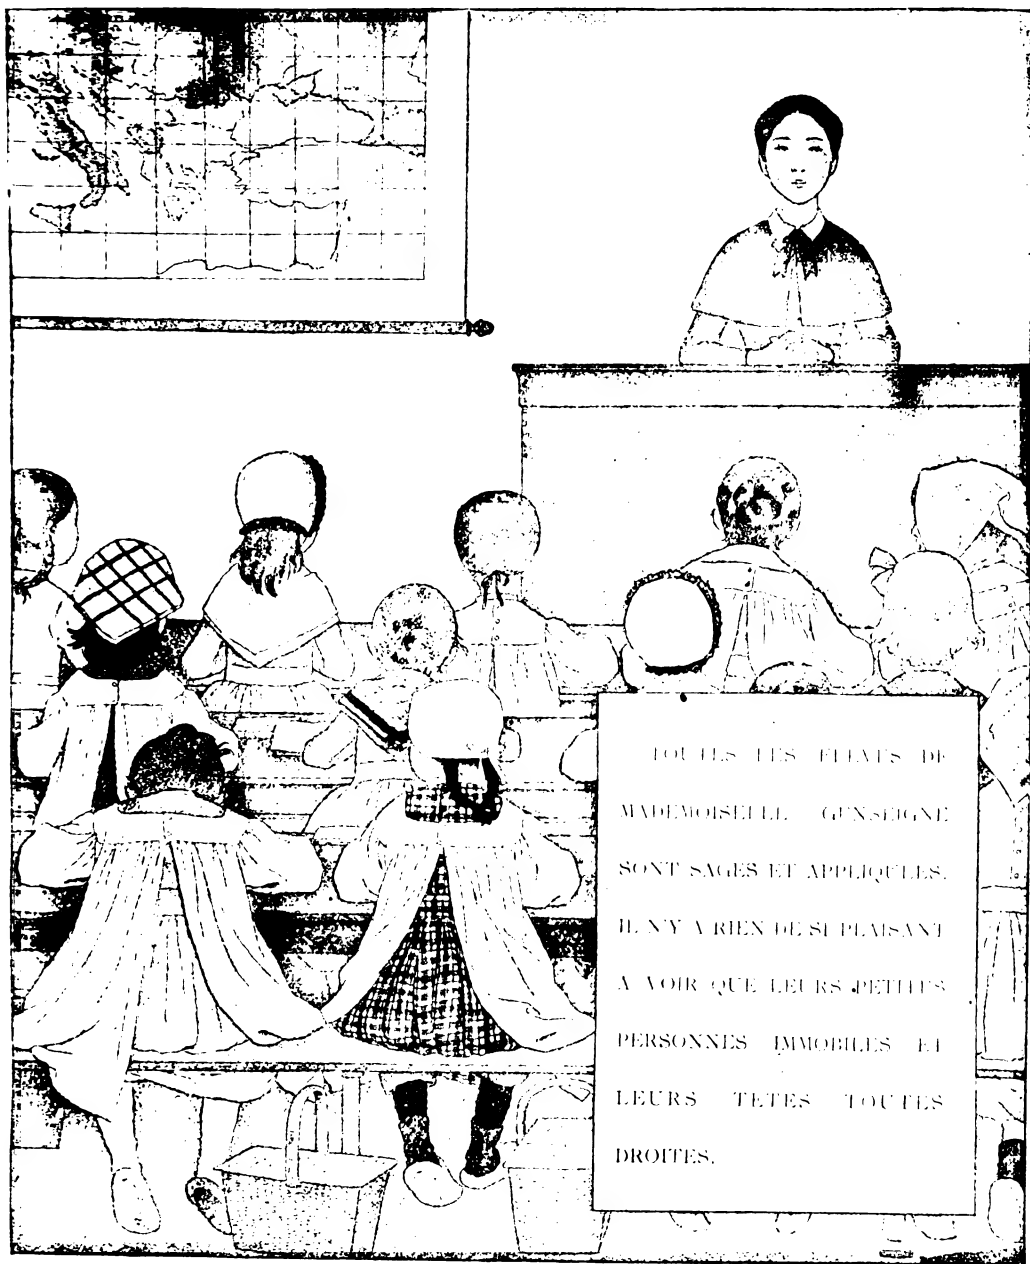 TOUTES LES ÉLÈVES DE
MADEMOISELLE GENSEIGNE
SONT SAGES ET APPLIQUÉES.
IL N'Y A RIEN DE SI PLAISANT
A VOIR QUE LEURS PETITES
PERSONNES IMMOBILES ET
LEURS TÊTES TOUTES
DROITES.